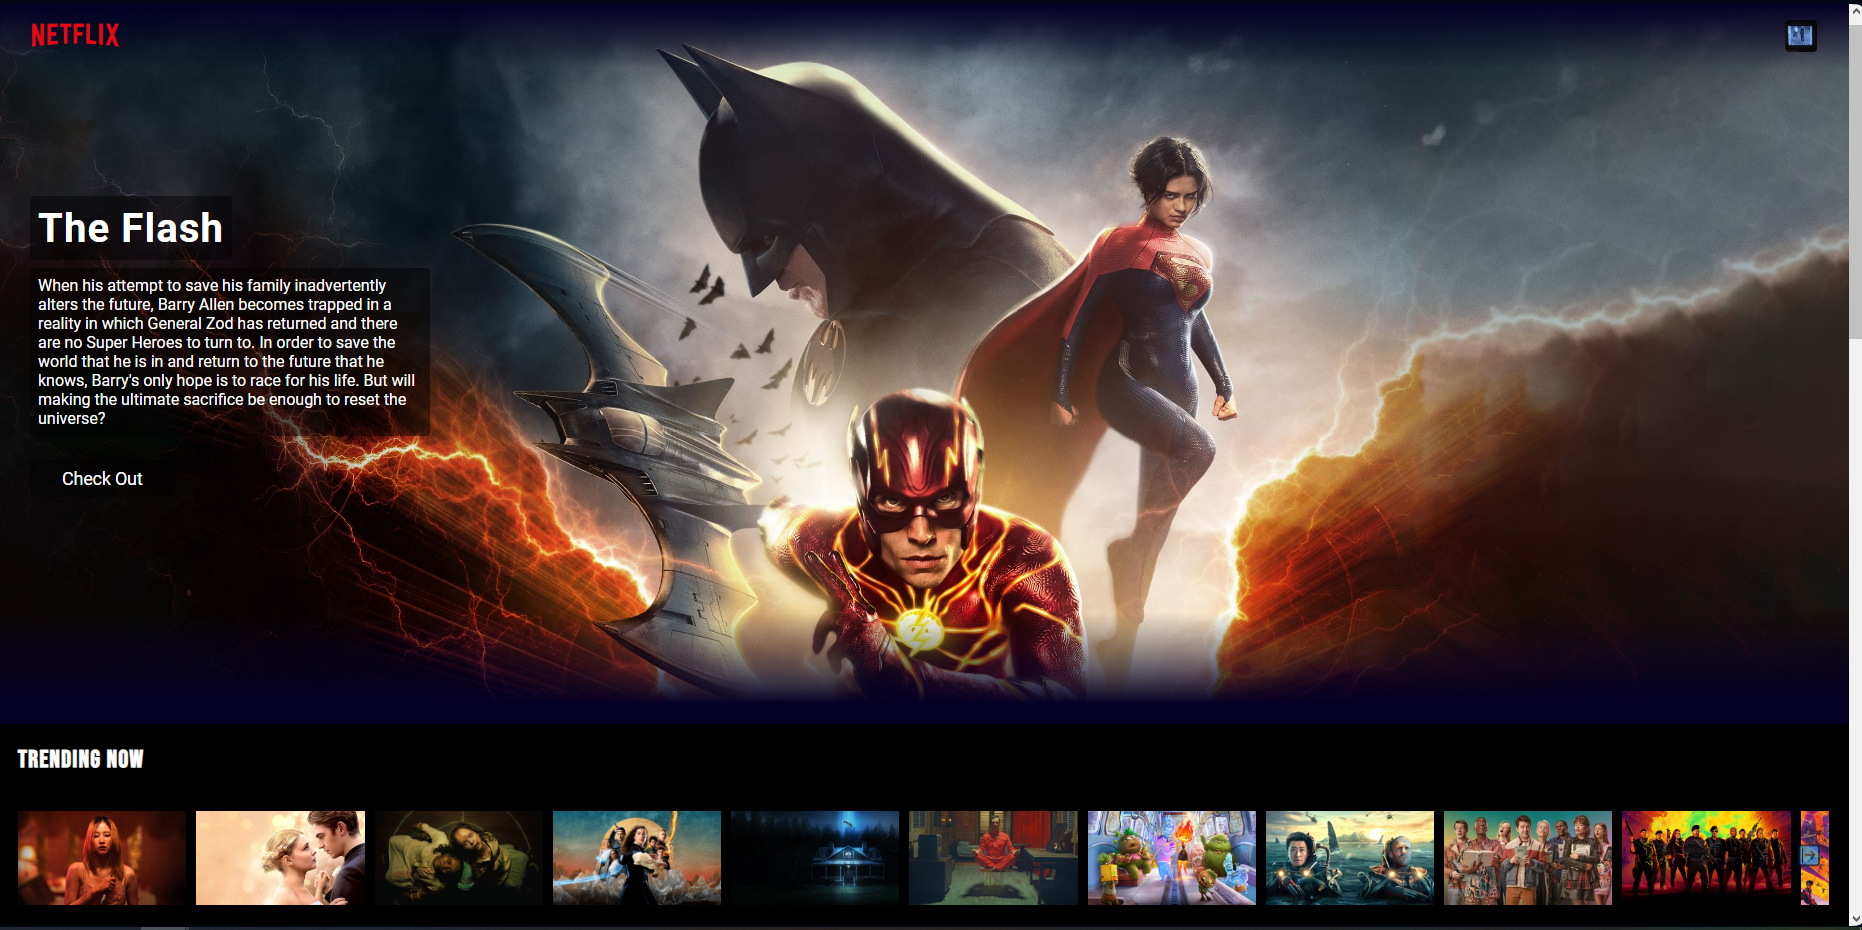 NETFLIX
The Flash
When his attempt to save his family inadvertently
alters the future, Barry Allen becomes trapped in a
reality in which General Zod has returned and there
are no Super Heroes to turn to. In order to save the
world that he is in and return to the future that he
knows, Barry's only hope is to race for his life. But will
making the ultimate sacrifice be enough to reset the
universe?
Check Out
TRENDING NOW